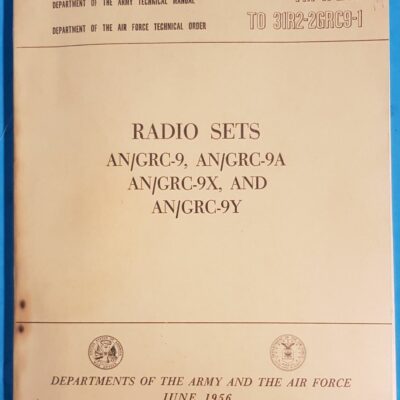 DEPARTMENT OF THE ARMY TECHNICAL MANUAL
DEPARTMENT OF THE AIR FORCE TECHNICAL ORDER
TO 31R2-2GRC9-1
RADIO SETS
AN/GRC-9, AN/GRC-9A
AN/GRC-9X, AND
AN/GRC-9Y
DEPARTMENTS OF THE ARMY AND THE AIR FORCE
JUNE 1956